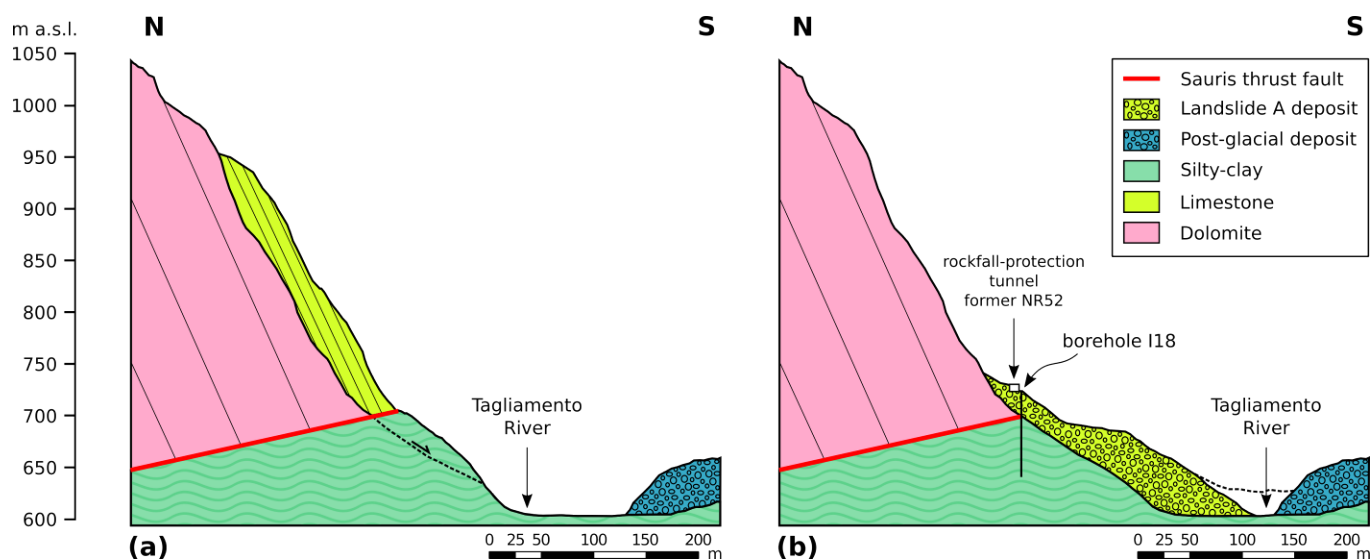 m a.s.l.
N
S
N
S
1050
1000
950
900
850
800
750
700
650
600
Tagliamento
River
(a)
0 25 50 100 150 200
m
Sauris thrust fault
Landslide A deposit
Post-glacial deposit
Silty-clay
Limestone
Dolomite
rockfall-protection
tunnel
former NR52
borehole I18
Tagliamento
River
(b)
0 25 50 100 150 200
m